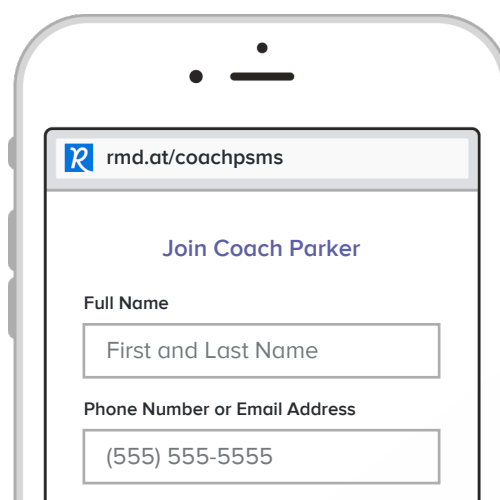 rmd.at/coachpsms
Join Coach Parker
Full Name
First and Last Name
Phone Number or Email Address
(555) 555-5555